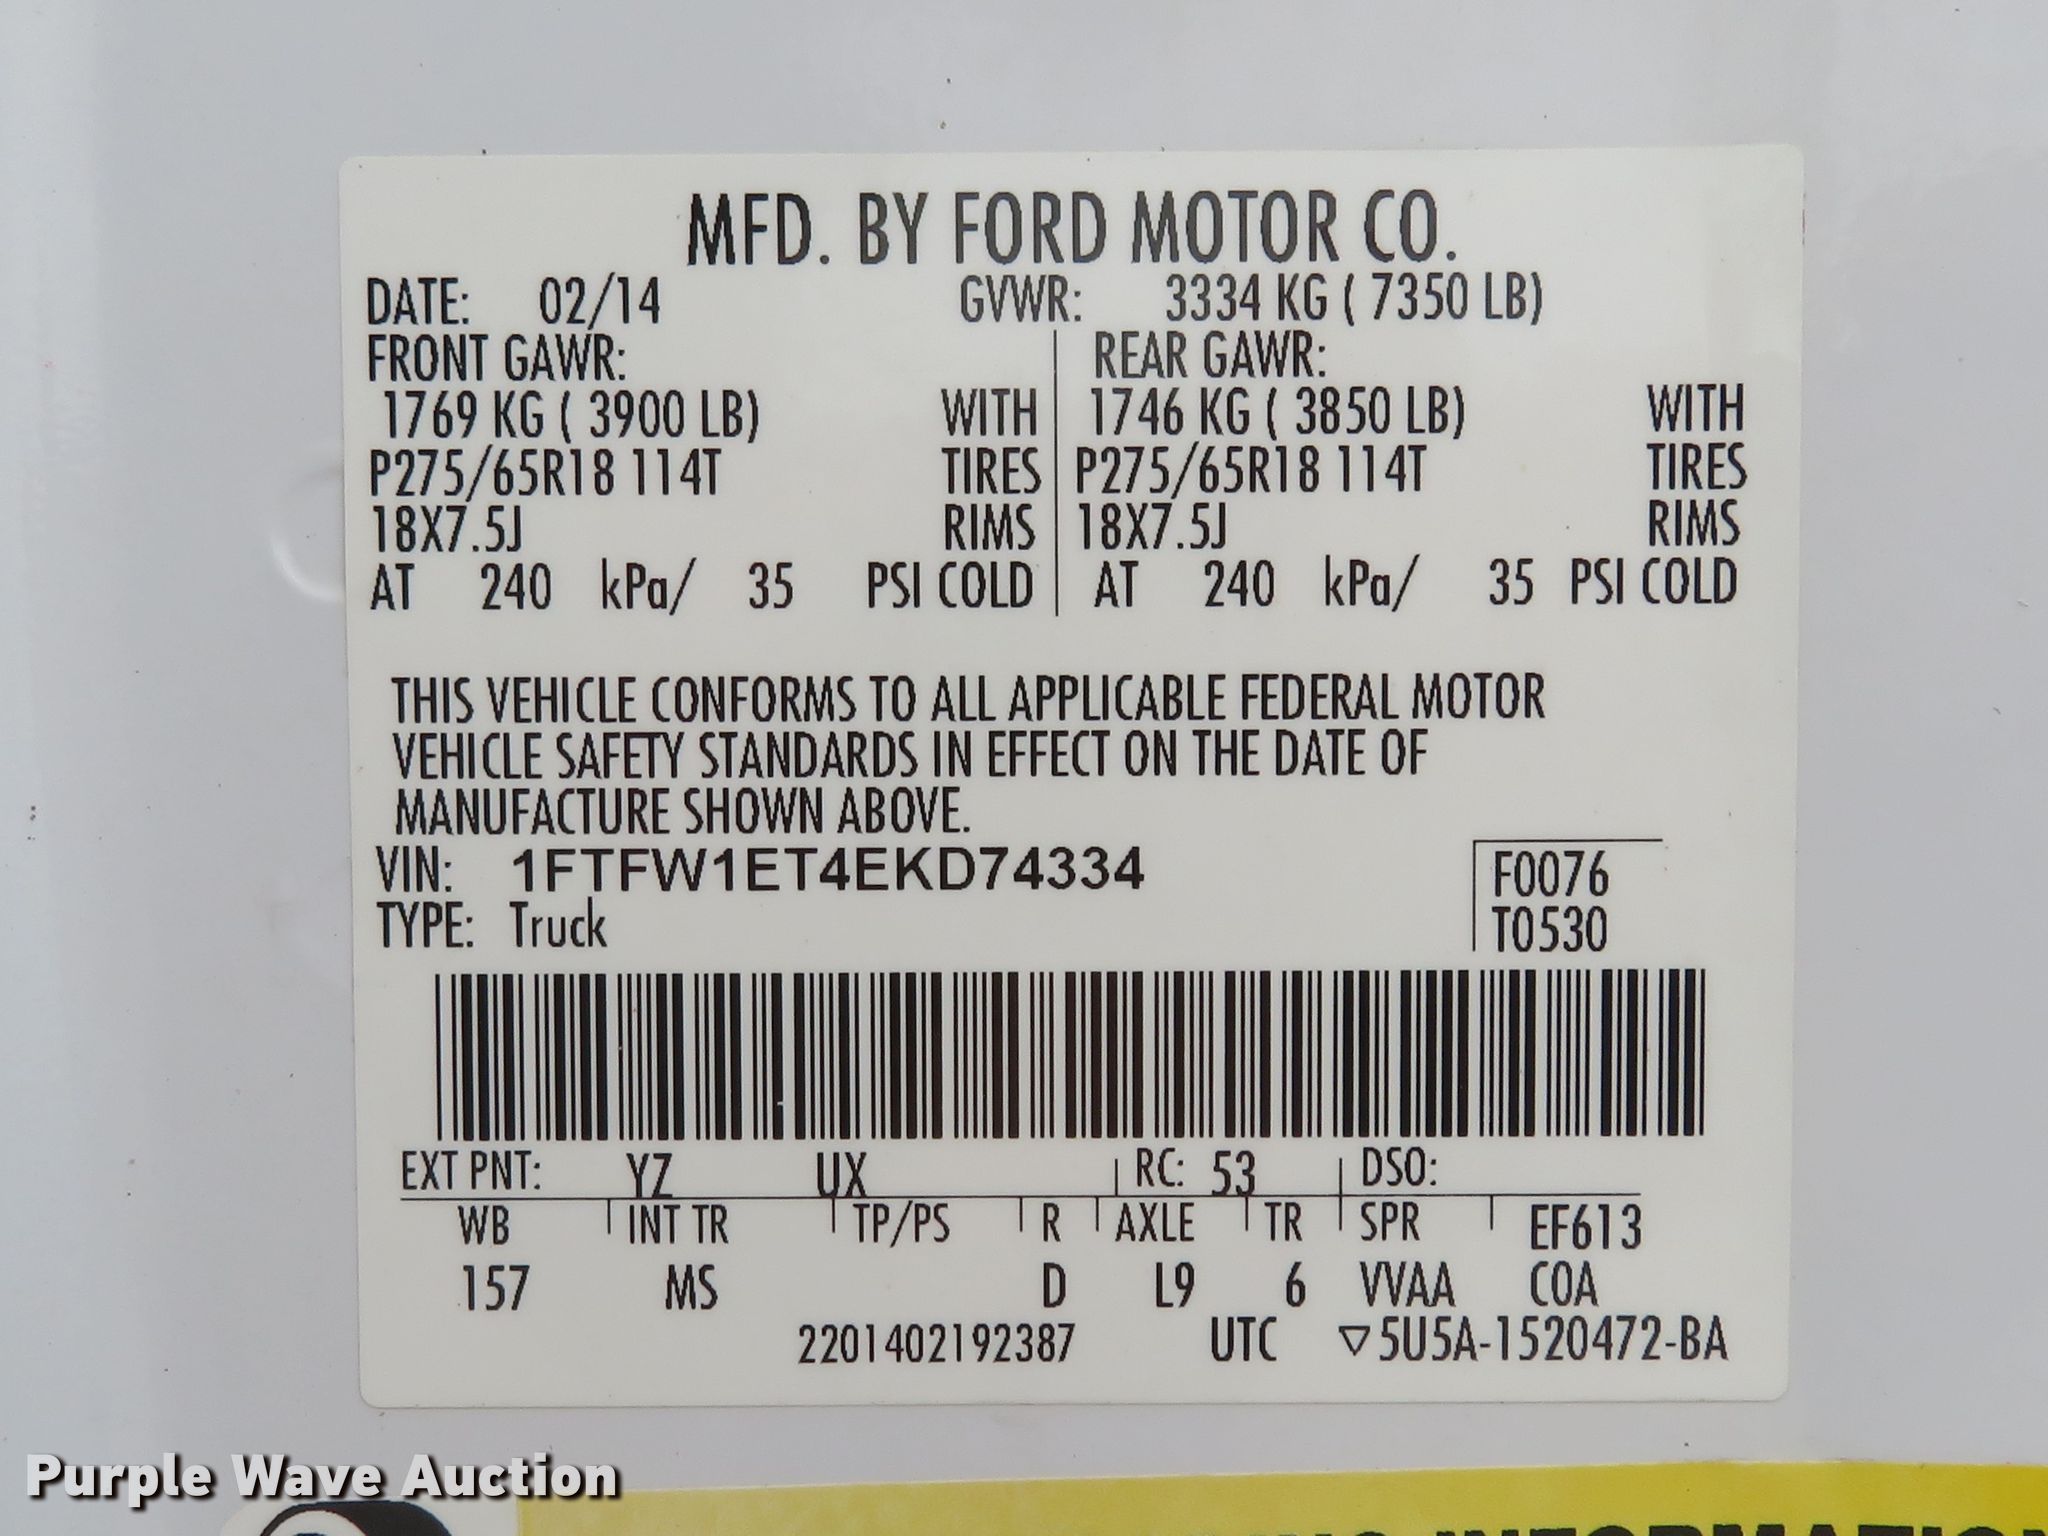 MFD. BY FORD MOTOR CO.
DATE: 02/14 GVWR: 3334 KG ( 7350 LB)
FRONT GAWR: REAR GAWR:
1769 KG ( 3900 LB) WITH 1746 KG ( 3850 LB) WITH
P275/65R18 114T TIRES P275/65R18 114T TIRES
18X7.5J RIMS 18X7.5J RIMS
AT 240 kPa/ 35 PSI COLD AT 240 kPa/ 35 PSI COLD
THIS VEHICLE CONFORMS TO ALL APPLICABLE FEDERAL MOTOR
VEHICLE SAFETY STANDARDS IN EFFECT ON THE DATE OF
MANUFACTURE SHOWN ABOVE.
VIN: 1FTFW1ET4EKD74334 F0076
TYPE: Truck T0530
EXT PNT: YZ UX RC: 53 DSO:
WB INT TR TP/PS R AXLE TR SPR EF613
157 MS D L9 6 VVAA COA
2201402192387 UTC ▽5U5A-1520472-BA
Purple Wave Auction
INFORMATION